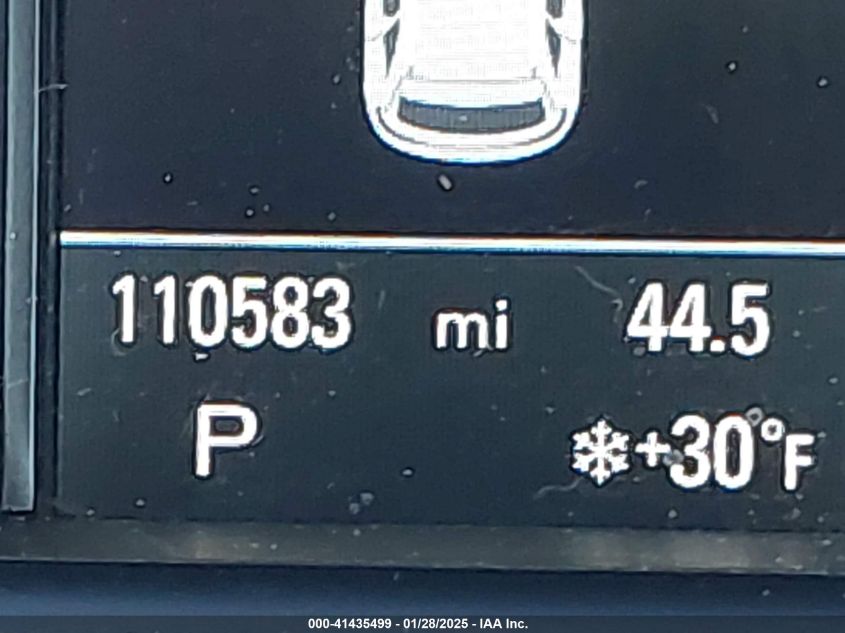 110583 mi 44.5
P ❄+30°F
000-41435499 - 01/28/2025 - IAA Inc.